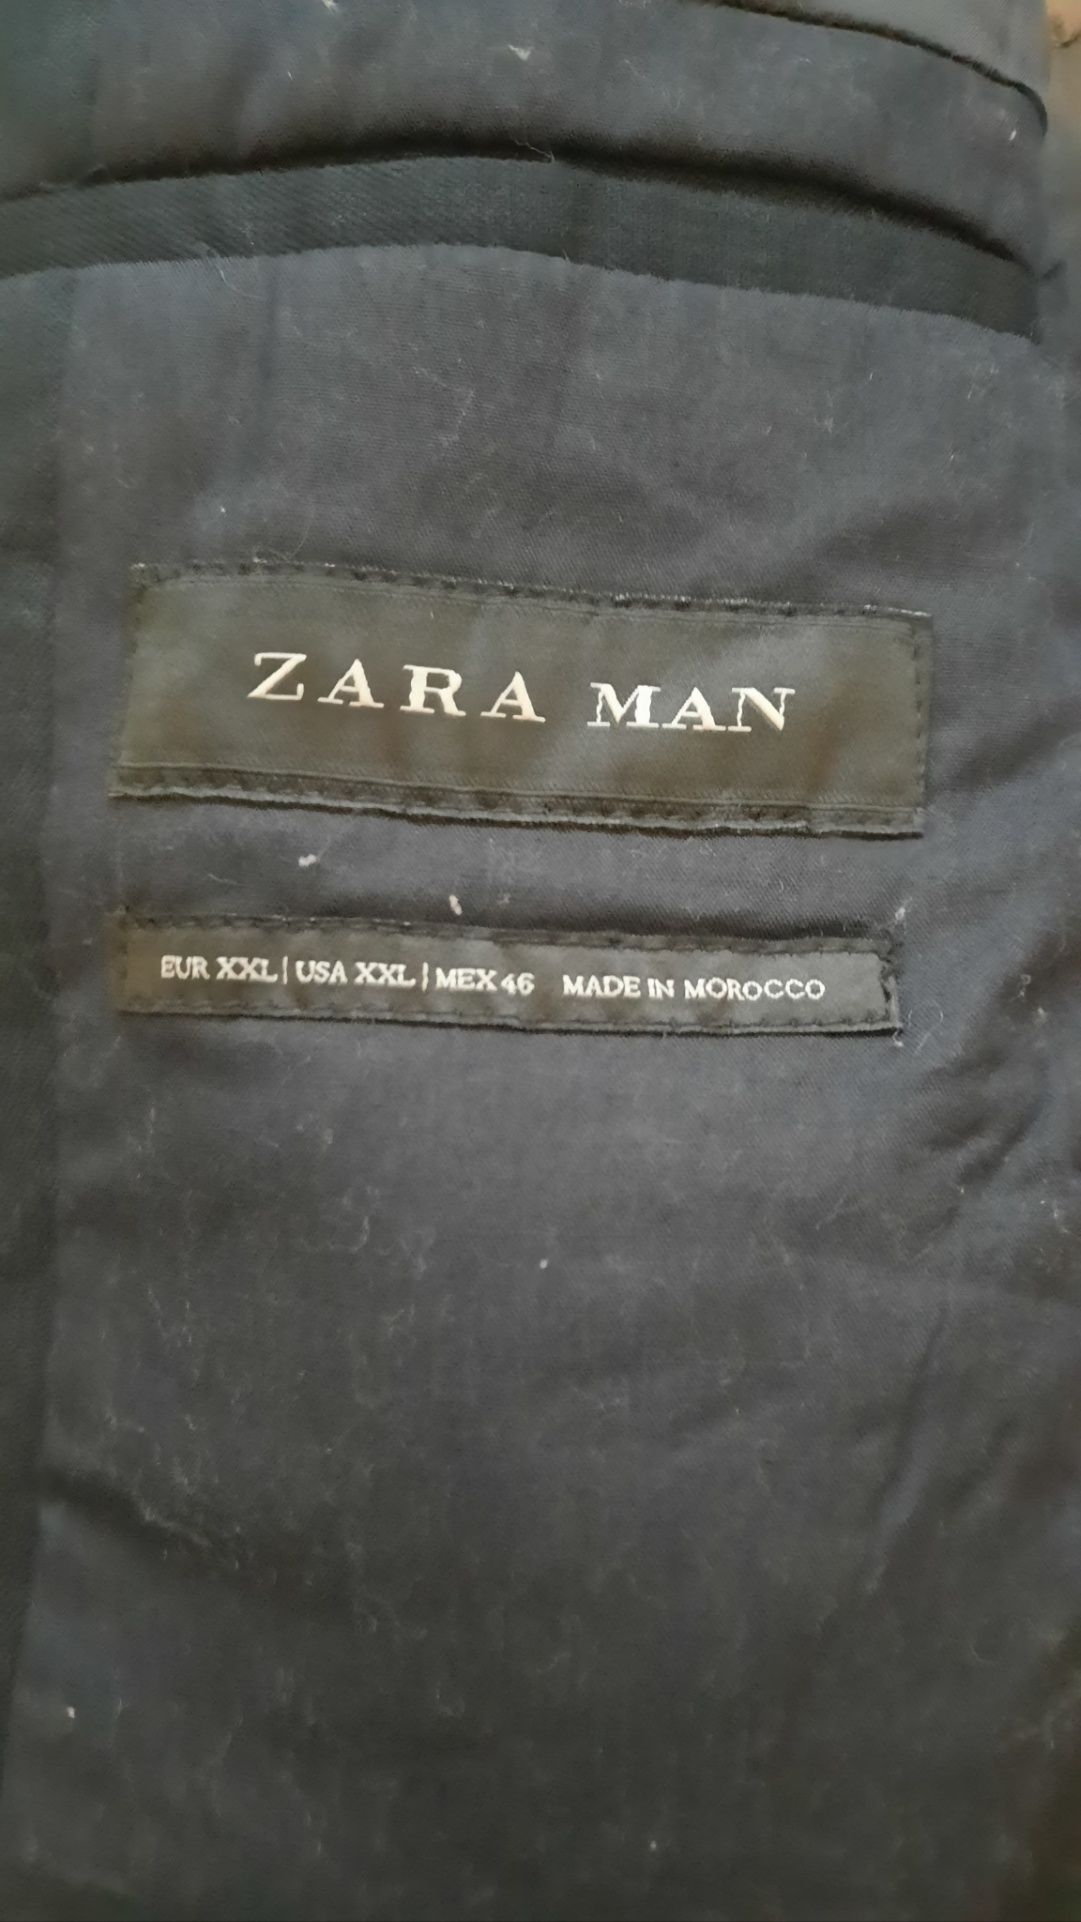 ZARA MAN
EUR XXL | USA XXL | MEX 46 MADE IN MOROCCO